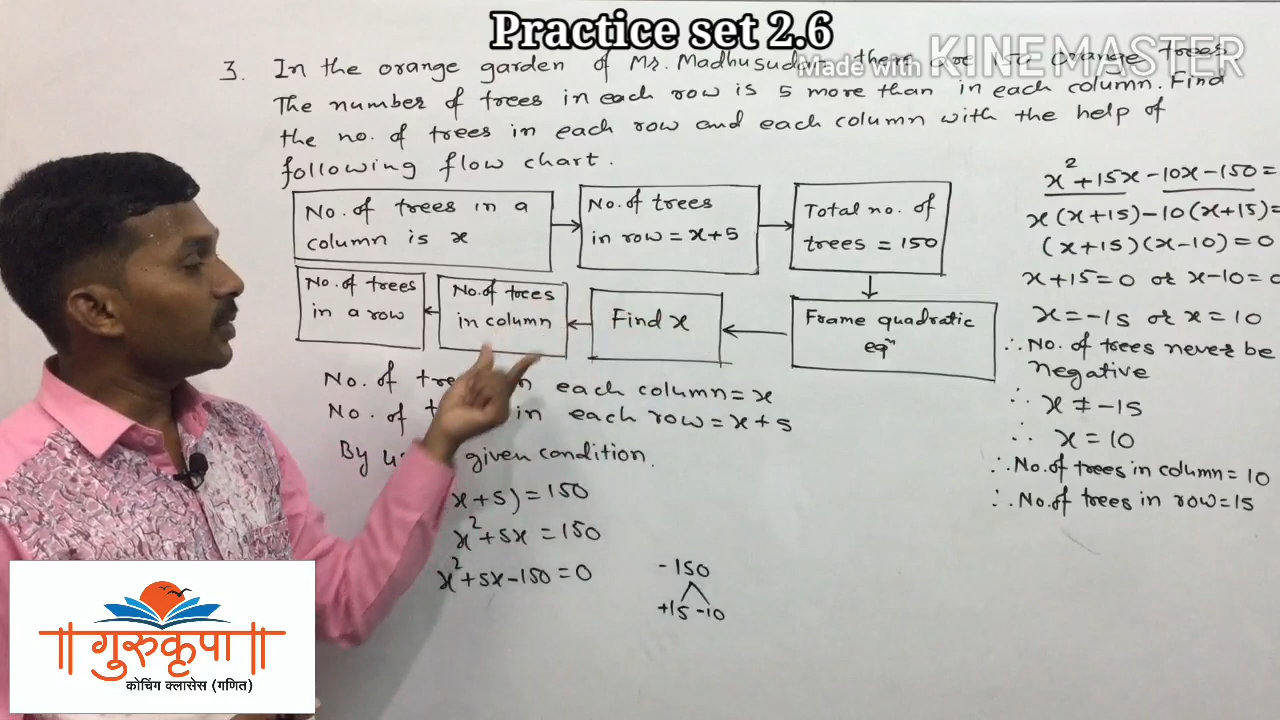 Practice set 2.6
Made with KINEMASTER
3. In the orange garden of Mr. Madhusudan there are 150 orange trees
The number of trees in each row is 5 more than in each column. Find
the no. of trees in each row and each column with the help of
following flow chart.
No. of trees in a
column is x
No. of trees
in row = x+5
Total no. of
trees = 150
Frame quadratic
eqⁿ
Find x
No. of trees
in column
No. of trees
in a row
No. of in each column = x
No. of in each row = x+5
By given condition.
x+5) = 150
x²+5x = 150
x²+5x-150 = 0
-150
+15 -10
x²+15x-10x-150=
x(x+15)-10(x+15)=
(x+15)(x-10)=0
x+15=0 or x-10=0
x=-15 or x=10
∴ No. of trees never be
negative
∴ x ≠ -15
∴ x = 10
∴ No. of trees in column = 10
∴ No. of trees in row = 15
॥ गुरुकृपा ॥
कोचिंग क्लासेस (गणित)